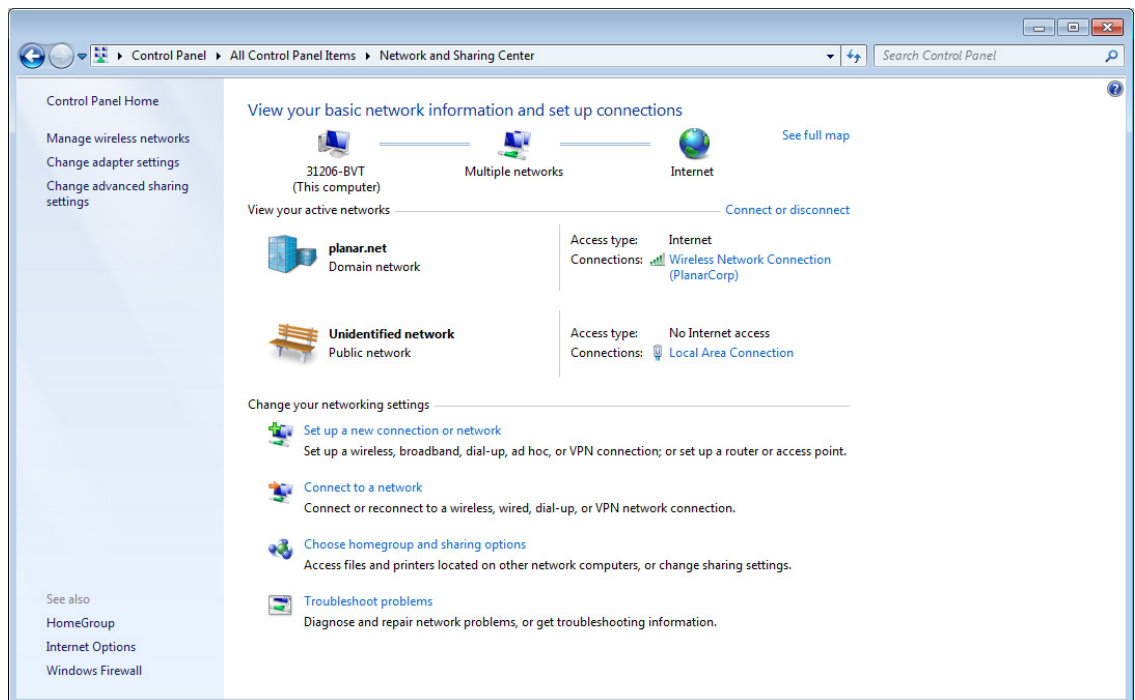 Control Panel ▸ All Control Panel Items ▸ Network and Sharing Center
Search Control Panel
Control Panel Home
Manage wireless networks
Change adapter settings
Change advanced sharing
settings
View your basic network information and set up connections
See full map
31206-BVT
(This computer)
Multiple networks
Internet
View your active networks
Connect or disconnect
planar.net
Domain network
Access type: Internet
Connections: Wireless Network Connection
(PlanarCorp)
Unidentified network
Public network
Access type: No Internet access
Connections: Local Area Connection
Change your networking settings
Set up a new connection or network
Set up a wireless, broadband, dial-up, ad hoc, or VPN connection; or set up a router or access point.
Connect to a network
Connect or reconnect to a wireless, wired, dial-up, or VPN network connection.
Choose homegroup and sharing options
Access files and printers located on other network computers, or change sharing settings.
Troubleshoot problems
Diagnose and repair network problems, or get troubleshooting information.
See also
HomeGroup
Internet Options
Windows Firewall